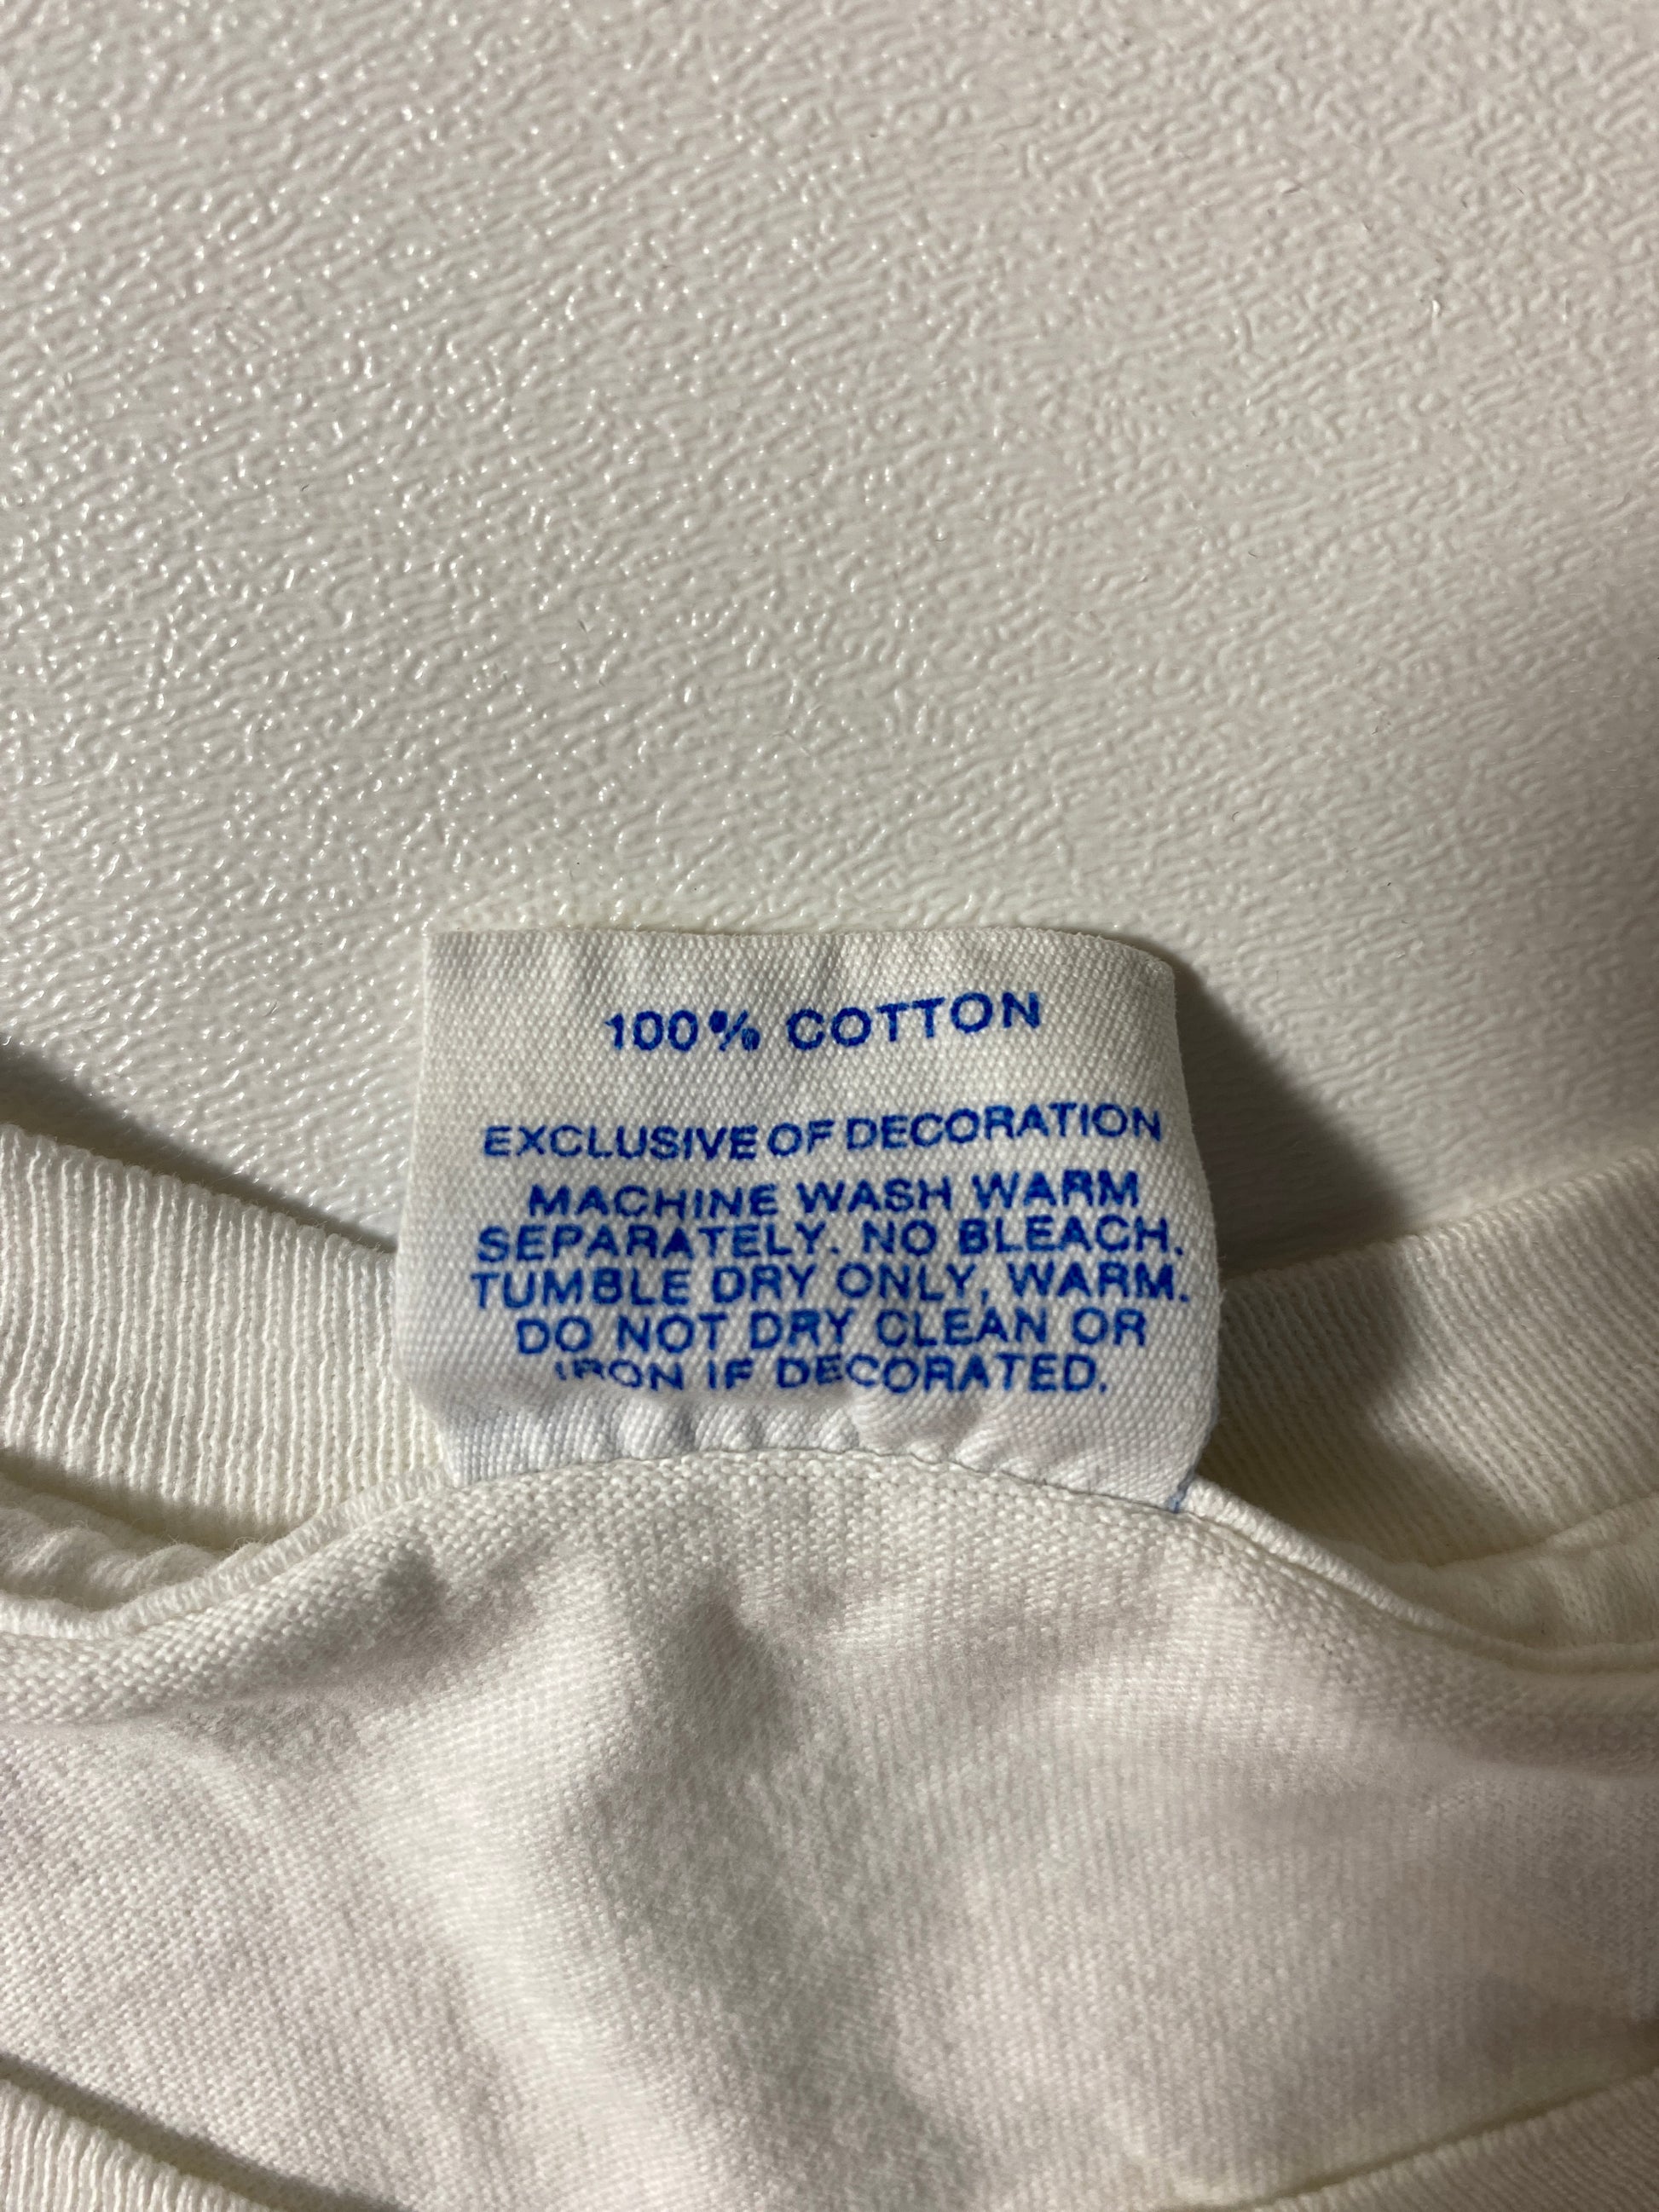 100% COTTON
EXCLUSIVE OF DECORATION
MACHINE WASH WARM
SEPARATELY. NO BLEACH.
TUMBLE DRY ONLY, WARM.
DO NOT DRY CLEAN OR
IRON IF DECORATED.